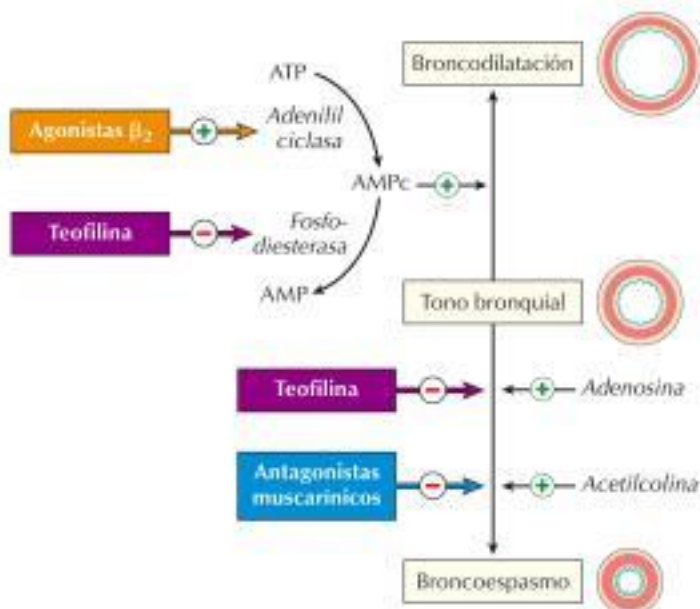 Broncodilatación
ATP
Agonistas β₂
+
Adenilil
ciclasa
AMPc
+
Teofilina
−
Fosfo-
diesterasa
AMP
Tono bronquial
Teofilina
−
+
Adenosina
Antagonistas
muscarínicos
−
+
Acetilcolina
Broncoespasmo